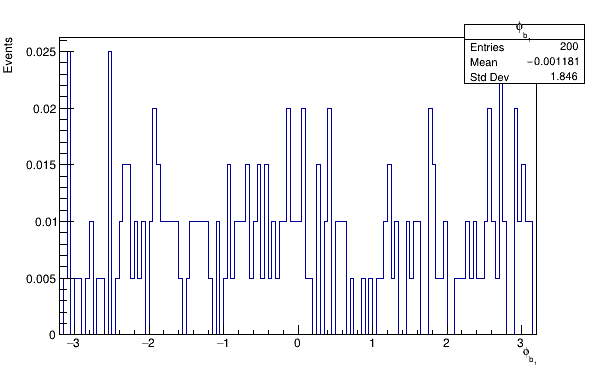 ϕ_b₁
Entries 200
Mean −0.001181
Std Dev 1.846
Events
0.025
0.02
0.015
0.01
0.005
0
−3 −2 −1 0 1 2 3
ϕ_b₁